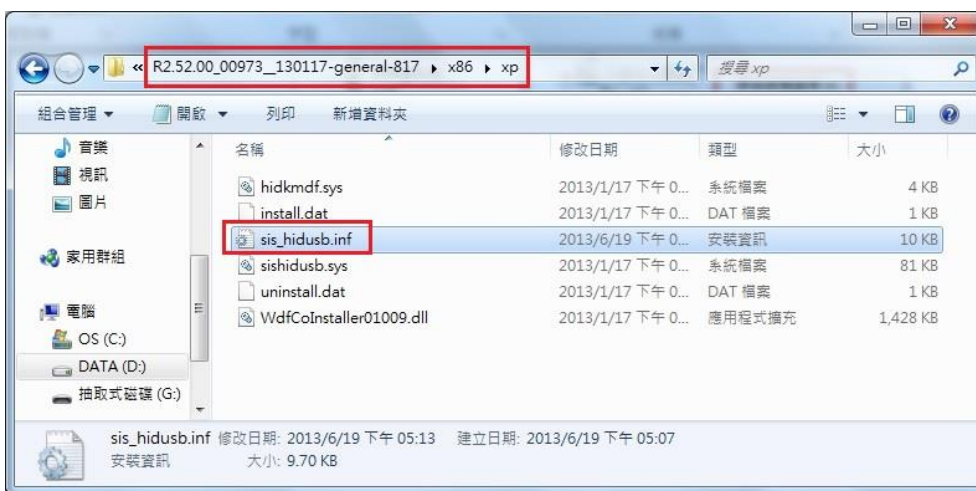 « R2.52.00_00973__130117-general-817 ▸ x86 ▸ xp
搜尋 xp
組合管理 開啟 列印 新增資料夾
音樂
視訊
圖片
家用群組
電腦
OS (C:)
DATA (D:)
抽取式磁碟 (G:)
名稱 修改日期 類型 大小
hidkmdf.sys 2013/1/17 下午 0... 系統檔案 4 KB
install.dat 2013/1/17 下午 0... DAT 檔案 1 KB
sis_hidusb.inf 2013/6/19 下午 0... 安裝資訊 10 KB
sishidusb.sys 2013/1/17 下午 0... 系統檔案 81 KB
uninstall.dat 2013/1/17 下午 0... DAT 檔案 1 KB
WdfCoInstaller01009.dll 2013/1/17 下午 0... 應用程式擴充 1,428 KB
sis_hidusb.inf 修改日期: 2013/6/19 下午 05:13 建立日期: 2013/6/19 下午 05:07
安裝資訊 大小: 9.70 KB